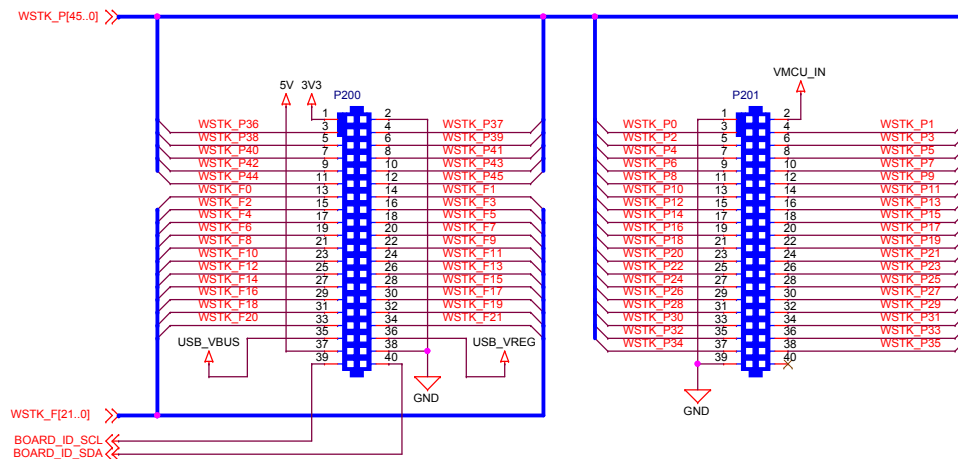 WSTK_P[45..0]
5V 3V3 VMCU_IN
P200 P201
1 2 1 2
WSTK_P36 3 4 WSTK_P37 WSTK_P0 3 4 WSTK_P1
WSTK_P38 5 6 WSTK_P39 WSTK_P2 5 6 WSTK_P3
WSTK_P40 7 8 WSTK_P41 WSTK_P4 7 8 WSTK_P5
WSTK_P42 9 10 WSTK_P43 WSTK_P6 9 10 WSTK_P7
WSTK_P44 11 12 WSTK_P45 WSTK_P8 11 12 WSTK_P9
WSTK_F0 13 14 WSTK_F1 WSTK_P10 13 14 WSTK_P11
WSTK_F2 15 16 WSTK_F3 WSTK_P12 15 16 WSTK_P13
WSTK_F4 17 18 WSTK_F5 WSTK_P14 17 18 WSTK_P15
WSTK_F6 19 20 WSTK_F7 WSTK_P16 19 20 WSTK_P17
WSTK_F8 21 22 WSTK_F9 WSTK_P18 21 22 WSTK_P19
WSTK_F10 23 24 WSTK_F11 WSTK_P20 23 24 WSTK_P21
WSTK_F12 25 26 WSTK_F13 WSTK_P22 25 26 WSTK_P23
WSTK_F14 27 28 WSTK_F15 WSTK_P24 27 28 WSTK_P25
WSTK_F16 29 30 WSTK_F17 WSTK_P26 29 30 WSTK_P27
WSTK_F18 31 32 WSTK_F19 WSTK_P28 31 32 WSTK_P29
WSTK_F20 33 34 WSTK_F21 WSTK_P30 33 34 WSTK_P31
35 36 WSTK_P32 35 36 WSTK_P33
USB_VBUS 37 38 USB_VREG WSTK_P34 37 38 WSTK_P35
39 40 39 40
GND GND
WSTK_F[21..0]
BOARD_ID_SCL
BOARD_ID_SDA